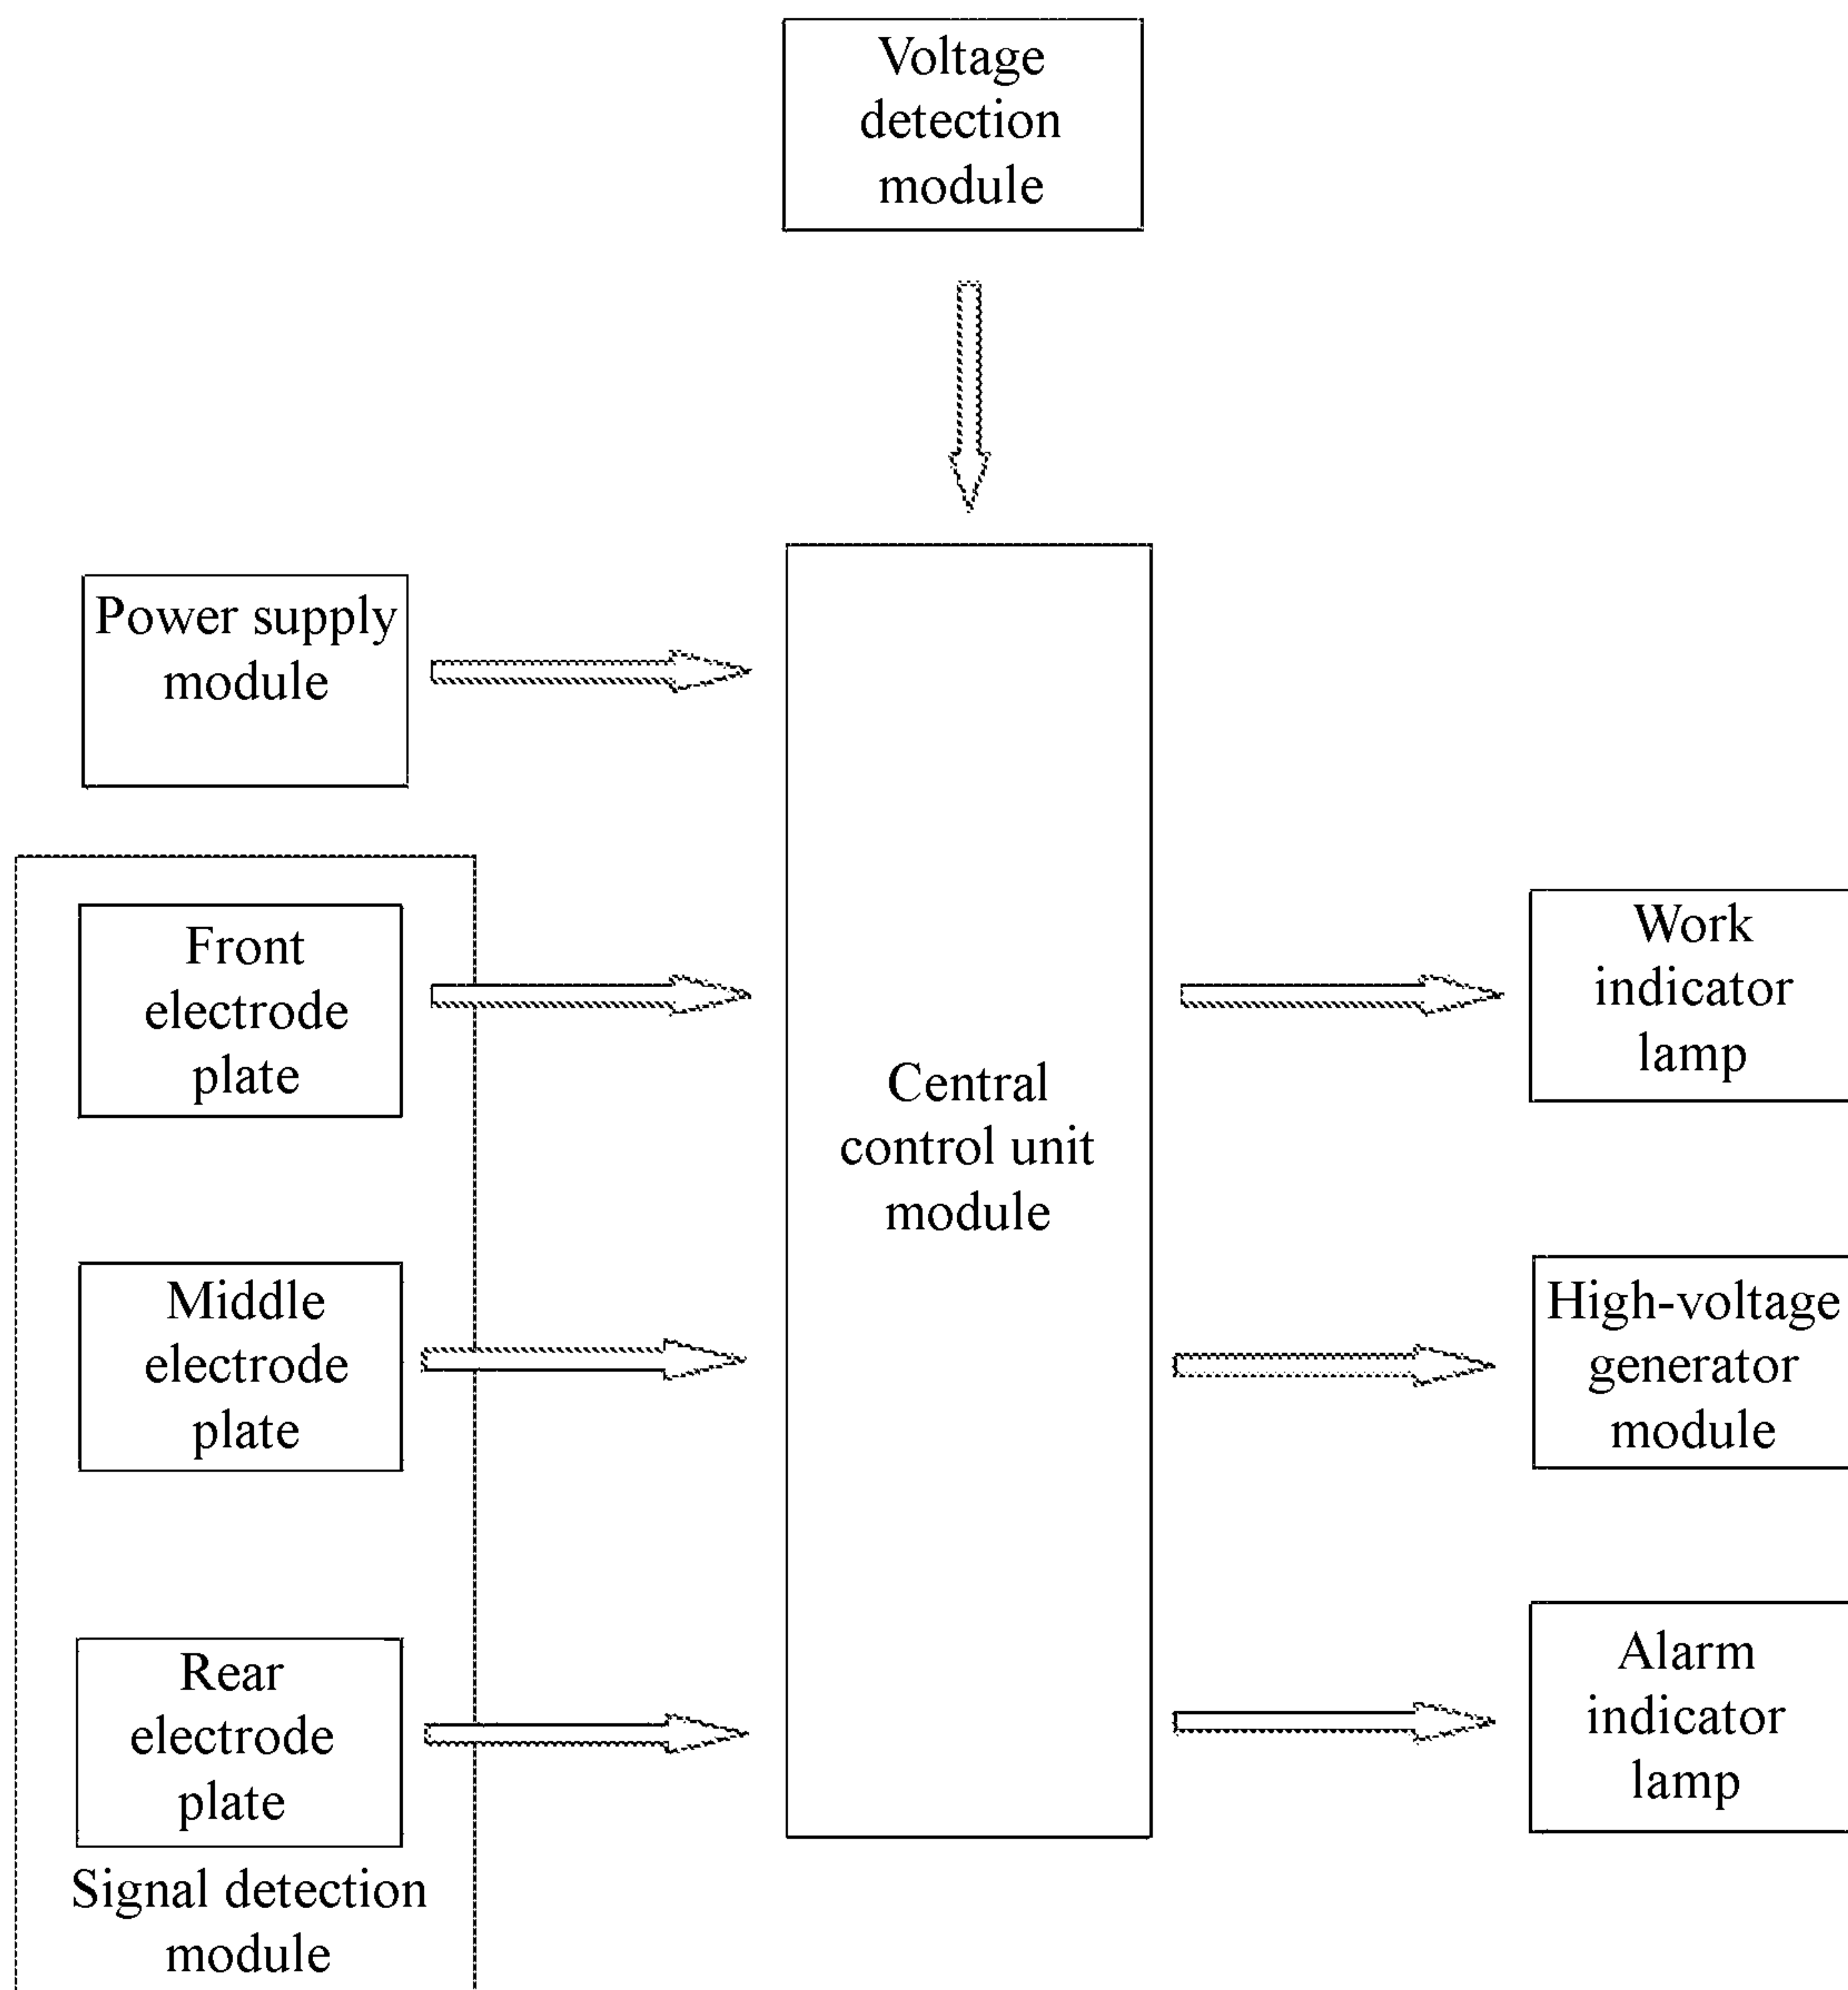 Voltage
detection
module
Power supply
module
Front
electrode
plate
Middle
electrode
plate
Rear
electrode
plate
Signal detection
module
Central
control unit
module
Work
indicator
lamp
High-voltage
generator
module
Alarm
indicator
lamp